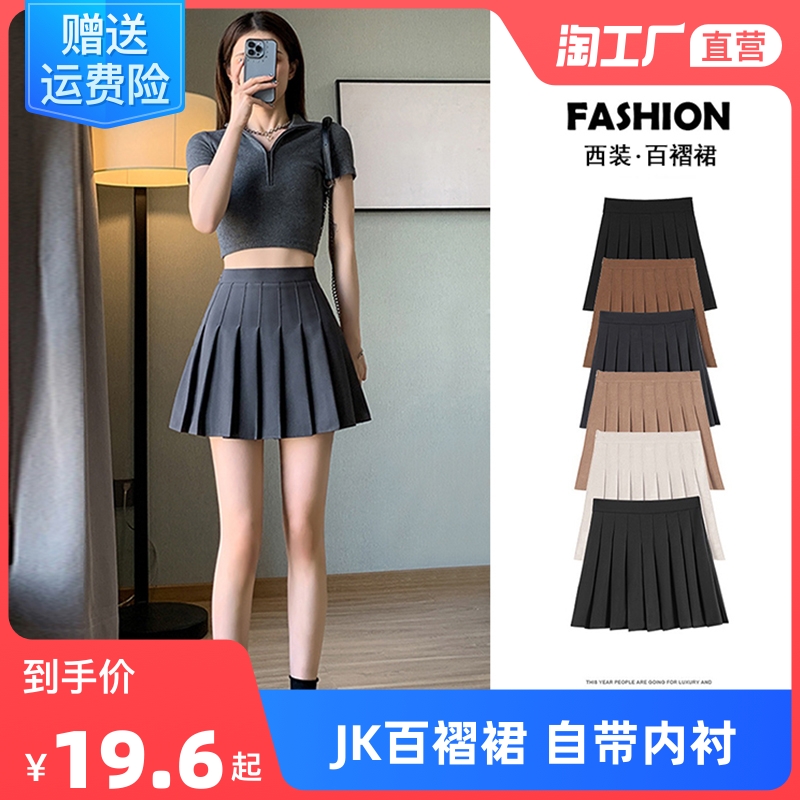 赠送
运费险
淘工厂 直营
FASHION
西装·百褶裙
THIS YEAR PEOPLE ARE GOING FOR LUXURY AND
到手价
¥19.6起
JK百褶裙 自带内衬